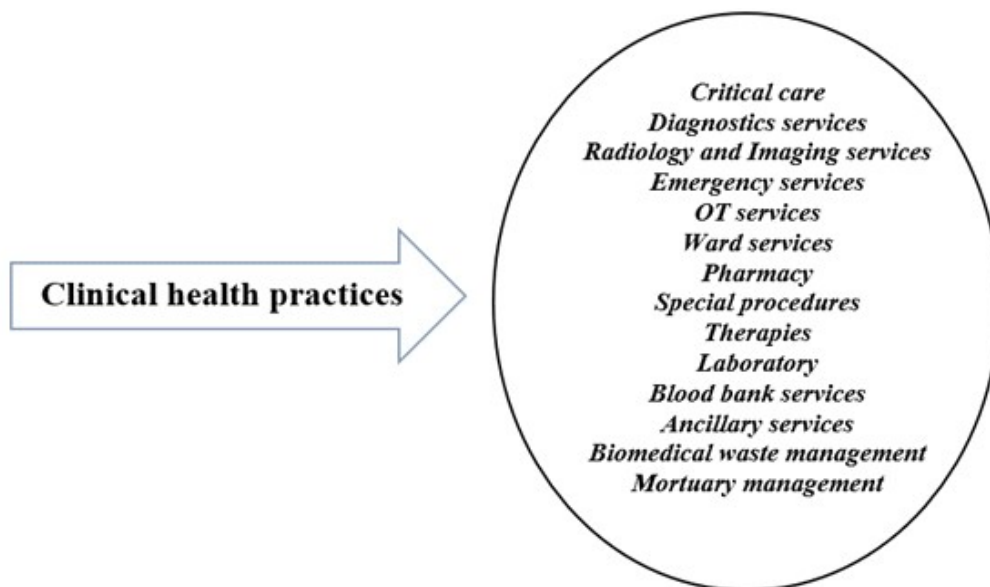 Clinical health practices
Critical care
Diagnostics services
Radiology and Imaging services
Emergency services
OT services
Ward services
Pharmacy
Special procedures
Therapies
Laboratory
Blood bank services
Ancillary services
Biomedical waste management
Mortuary management